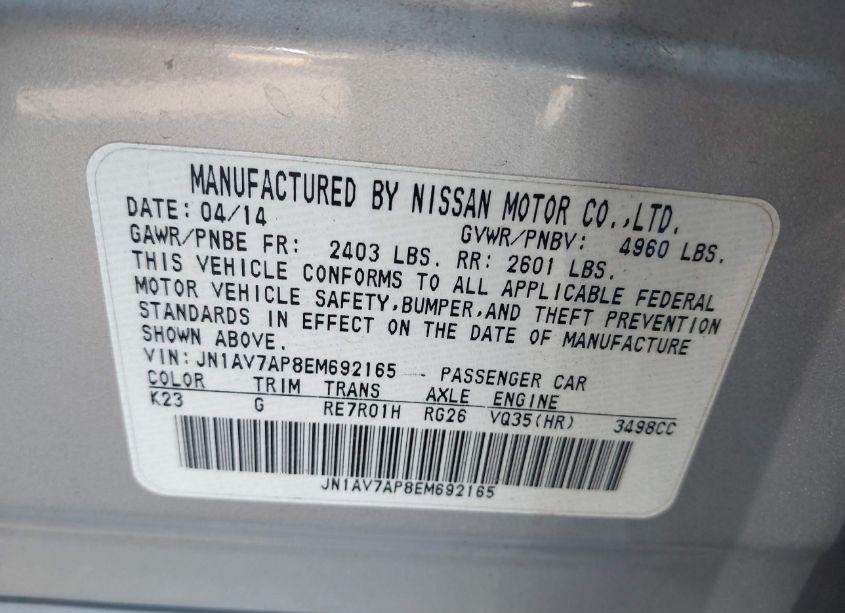 MANUFACTURED BY NISSAN MOTOR CO.,LTD.
DATE: 04/14 GVWR/PNBV: 4960 LBS.
GAWR/PNBE FR: 2403 LBS. RR: 2601 LBS.
THIS VEHICLE CONFORMS TO ALL APPLICABLE FEDERAL
MOTOR VEHICLE SAFETY,BUMPER,AND THEFT PREVENTION
STANDARDS IN EFFECT ON THE DATE OF MANUFACTURE
SHOWN ABOVE.
VIN: JN1AV7AP8EM692165 - PASSENGER CAR
COLOR TRIM TRANS AXLE ENGINE
K23 G RE7R01H RG26 VQ35(HR) 3498CC
JN1AV7AP8EM692165